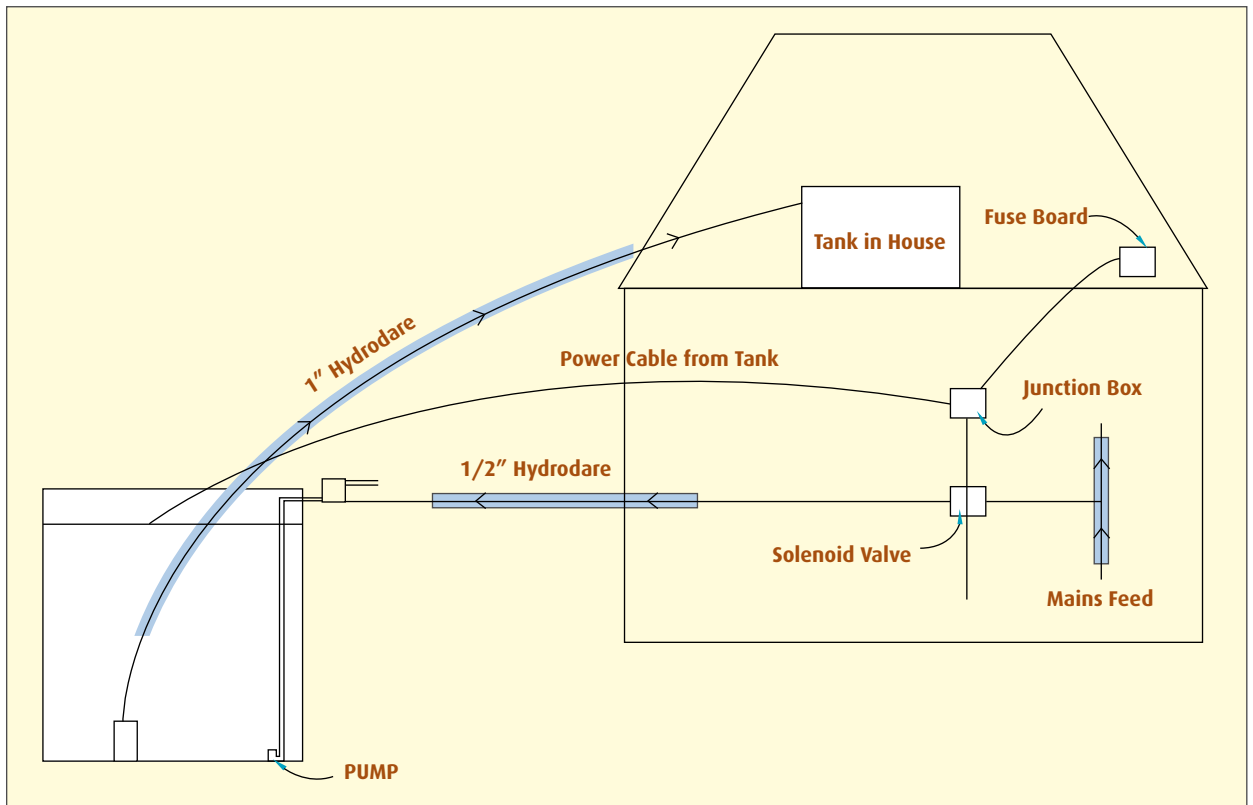 Fuse Board
Tank in House
1″ Hydrodare
Power Cable from Tank
Junction Box
1/2″ Hydrodare
Solenoid Valve
Mains Feed
PUMP